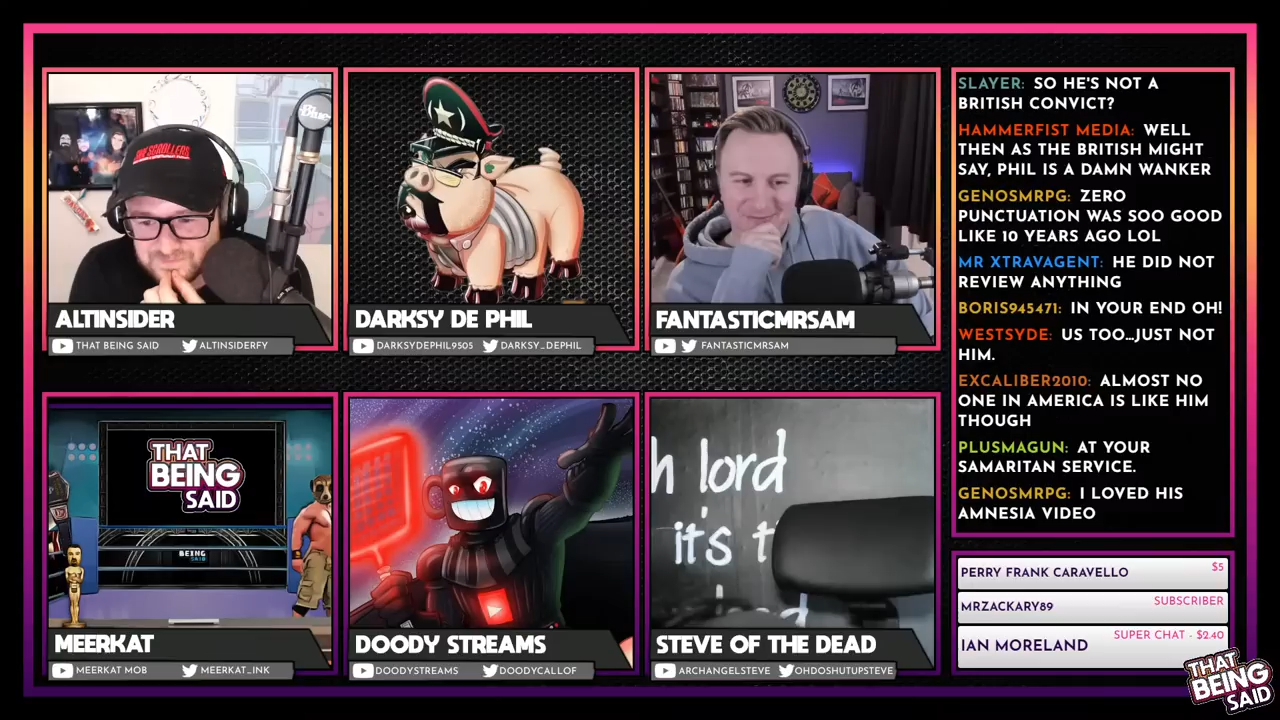 Blue
THE SCROLLERS
ALTINSIDER
THAT BEING SAID
ALTINSIDERFY
DARKSY DE PHIL
DARKSYDEPHIL9505
DARKSY_DEPHIL
FANTASTICMRSAM
FANTASTICMRSAM
THAT
BEING
SAID
BEING
SAID
MEERKAT
MEERKAT MOB
MEERKAT_INK
DOODY STREAMS
DOODYSTREAMS
DOODYCALLOF
h lord
it's t
STEVE OF THE DEAD
ARCHANGELSTEVE
OHDOSHUTUPSTEVE
SLAYER: SO HE'S NOT A
BRITISH CONVICT?
HAMMERFIST MEDIA: WELL
THEN AS THE BRITISH MIGHT
SAY, PHIL IS A DAMN WANKER
GENOSMRPG: ZERO
PUNCTUATION WAS SOO GOOD
LIKE 10 YEARS AGO LOL
MR XTRAVAGENT: HE DID NOT
REVIEW ANYTHING
BORIS945471: IN YOUR END OH!
WESTSYDE: US TOO...JUST NOT
HIM.
EXCALIBER2010: ALMOST NO
ONE IN AMERICA IS LIKE HIM
THOUGH
PLUSMAGUN: AT YOUR
SAMARITAN SERVICE.
GENOSMRPG: I LOVED HIS
AMNESIA VIDEO
PERRY FRANK CARAVELLO $5
MRZACKARY89 SUBSCRIBER
IAN MORELAND SUPER CHAT - $2.40
THAT
BEING
SAID